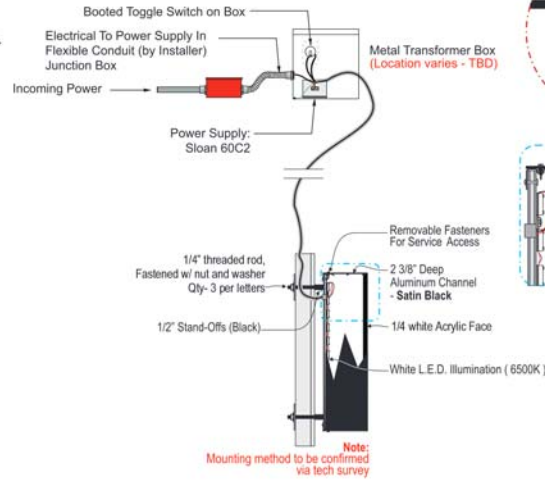 Booted Toggle Switch on Box
Electrical To Power Supply In
Flexible Conduit (by Installer)
Junction Box
Metal Transformer Box
(Location varies - TBD)
Incoming Power
Power Supply:
Sloan 60C2
Removable Fasteners
For Service Access
1/4" threaded rod,
Fastened w/ nut and washer
Qty- 3 per letters
2 3/8" Deep
Aluminum Channel
- Satin Black
1/2" Stand-Offs (Black)
1/4 white Acrylic Face
White L.E.D. Illumination ( 6500K )
Note:
Mounting method to be confirmed
via tech survey